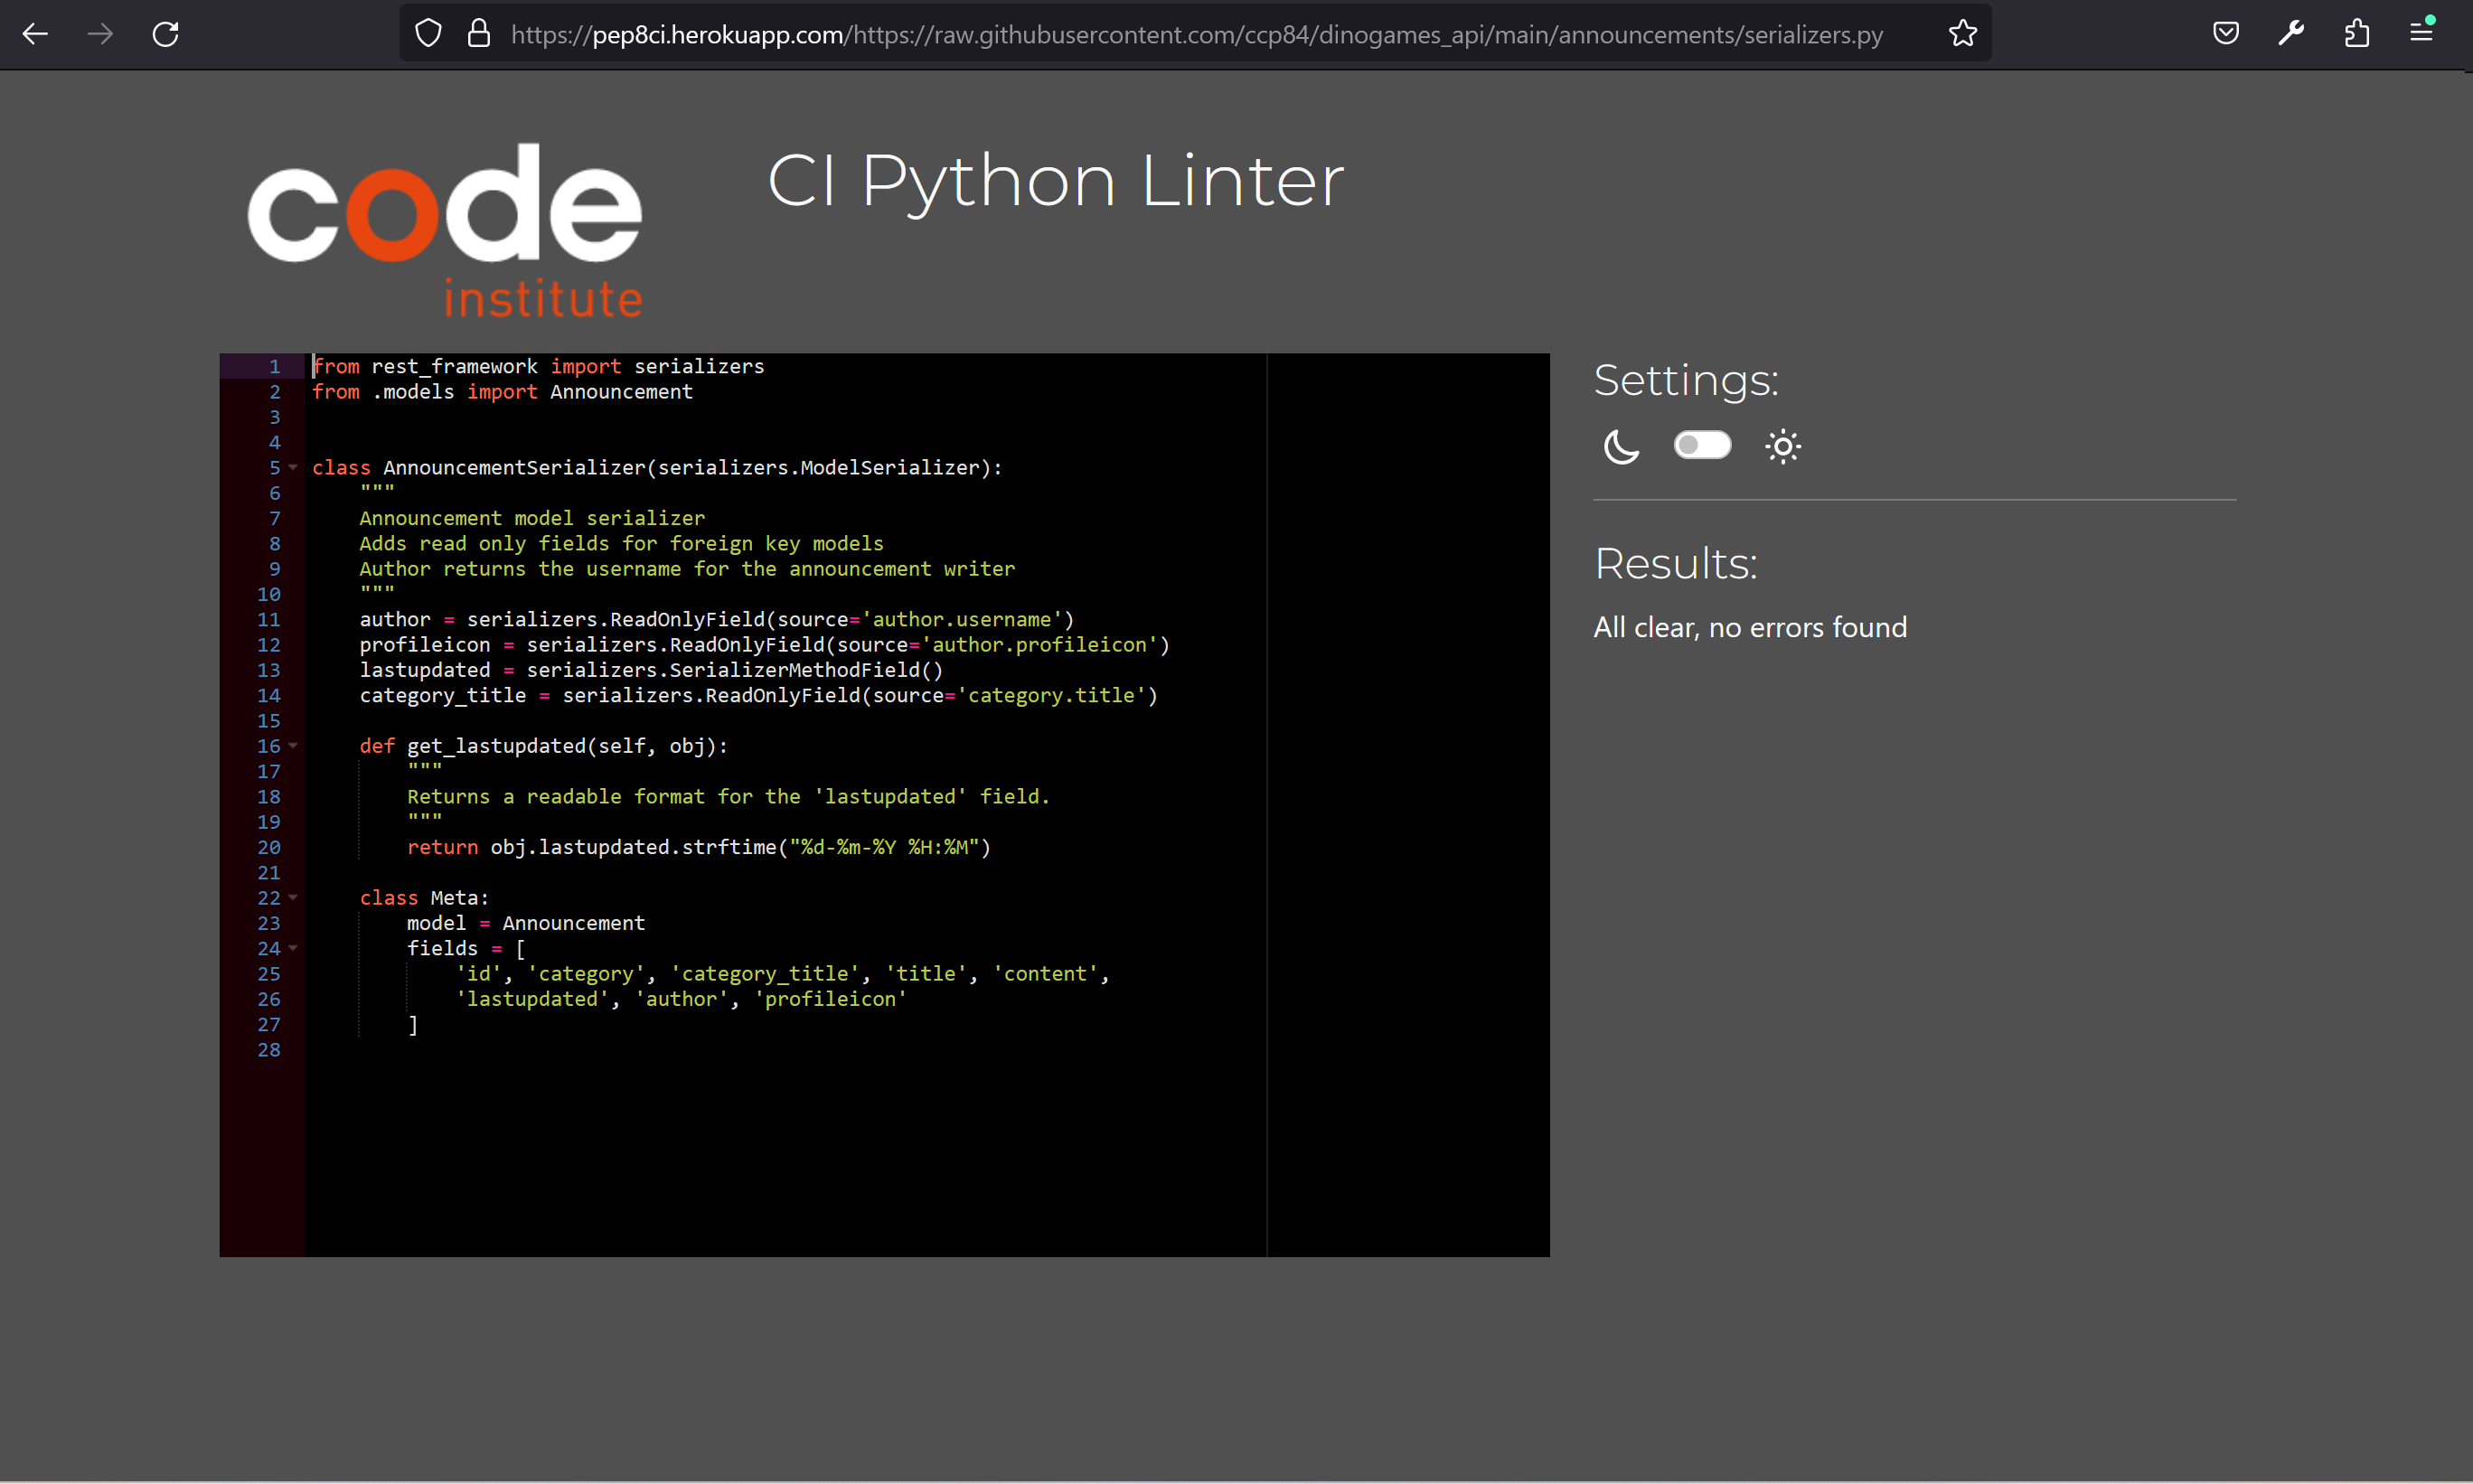 https://pep8ci.herokuapp.com/https://raw.githubusercontent.com/ccp84/dinogames_api/main/announcements/serializers.py
code
institute
CI Python Linter
1 from rest_framework import serializers
2 from .models import Announcement
3
4
5 class AnnouncementSerializer(serializers.ModelSerializer):
6     """
7     Announcement model serializer
8     Adds read only fields for foreign key models
9     Author returns the username for the announcement writer
10     """
11     author = serializers.ReadOnlyField(source='author.username')
12     profileicon = serializers.ReadOnlyField(source='author.profileicon')
13     lastupdated = serializers.SerializerMethodField()
14     category_title = serializers.ReadOnlyField(source='category.title')
15
16     def get_lastupdated(self, obj):
17         """
18         Returns a readable format for the 'lastupdated' field.
19         """
20         return obj.lastupdated.strftime("%d-%m-%Y %H:%M")
21
22     class Meta:
23         model = Announcement
24         fields = [
25             'id', 'category', 'category_title', 'title', 'content',
26             'lastupdated', 'author', 'profileicon'
27         ]
28
Settings:
Results:
All clear, no errors found